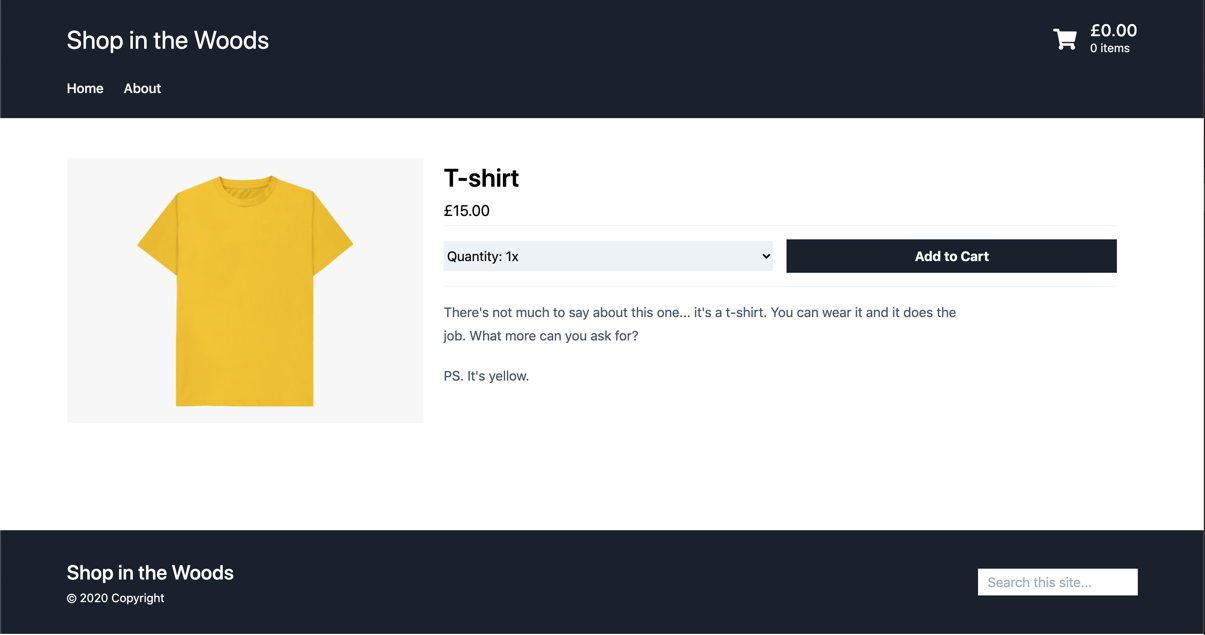 Shop in the Woods
£0.00
0 items
Home About
T-shirt
£15.00
Quantity: 1x
Add to Cart
There's not much to say about this one... it's a t-shirt. You can wear it and it does the
job. What more can you ask for?
PS. It's yellow.
Shop in the Woods
© 2020 Copyright
Search this site...